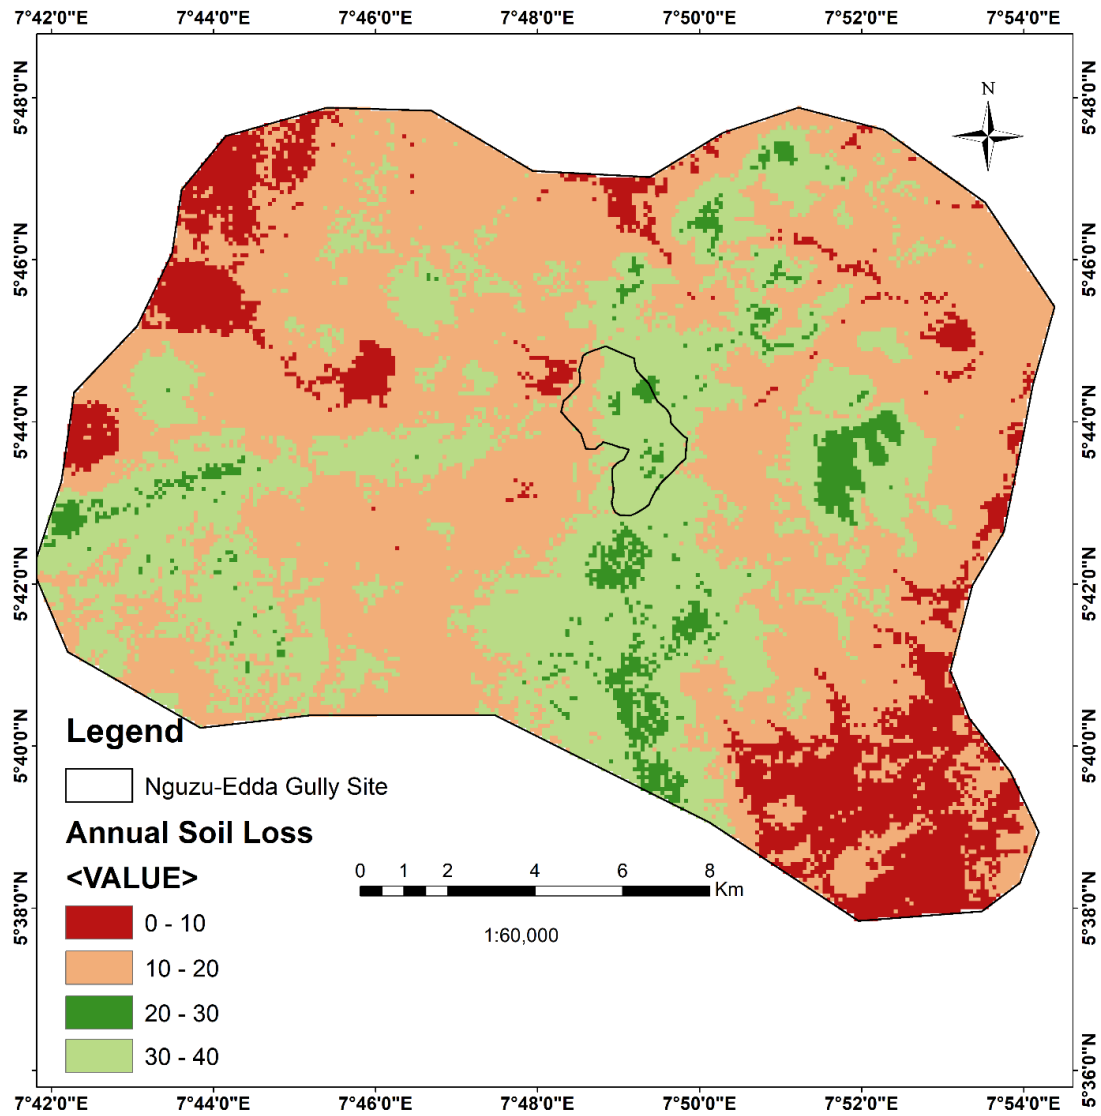 7°42'0"E 7°44'0"E 7°46'0"E 7°48'0"E 7°50'0"E 7°52'0"E 7°54'0"E
5°48'0"N 5°48'0"N
N
5°46'0"N 5°46'0"N
5°44'0"N 5°44'0"N
5°42'0"N 5°42'0"N
5°40'0"N 5°40'0"N
5°38'0"N 5°38'0"N
5°36'0"N
Legend
Nguzu-Edda Gully Site
Annual Soil Loss
<VALUE>
0 - 10
10 - 20
20 - 30
30 - 40
0 1 2 4 6 8
Km
1:60,000
7°42'0"E 7°44'0"E 7°46'0"E 7°48'0"E 7°50'0"E 7°52'0"E 7°54'0"E